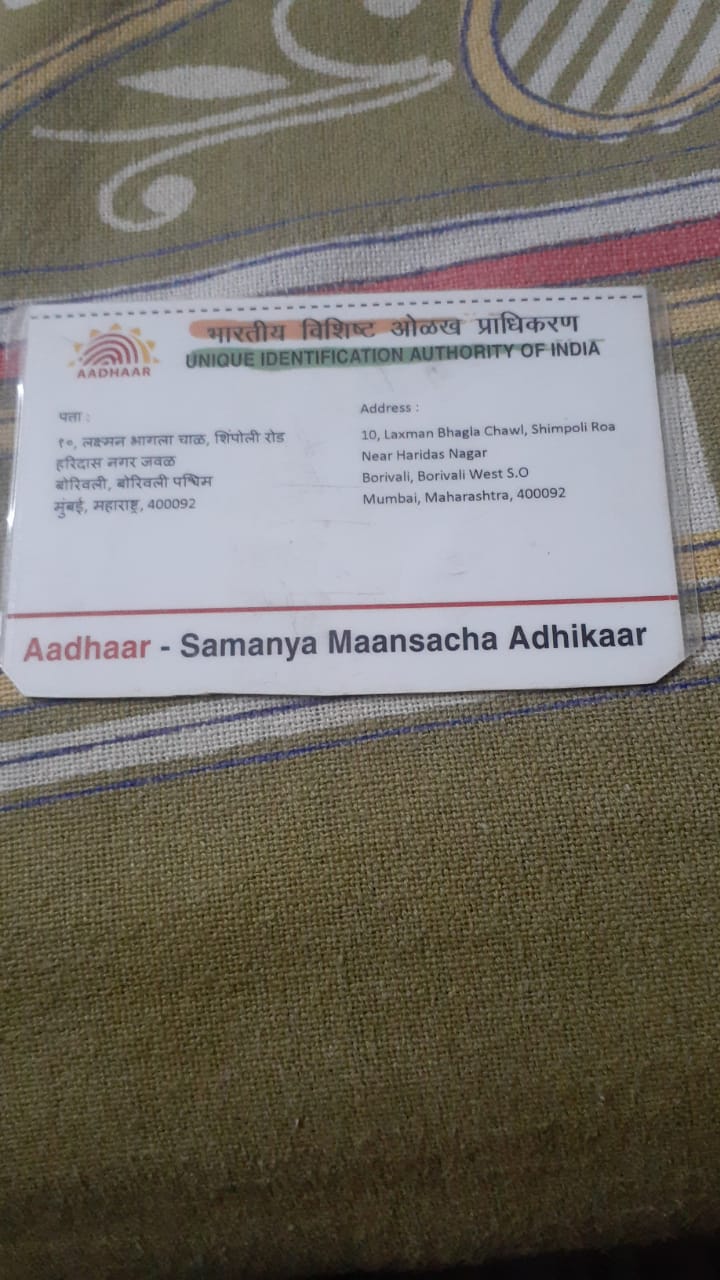 भारतीय विशिष्ट ओळख प्राधिकरण
UNIQUE IDENTIFICATION AUTHORITY OF INDIA
AADHAAR
पता :
१०, लक्ष्मन भागला चाळ, शिंपोली रोड
हरिदास नगर जवळ
बोरिवली, बोरिवली पश्चिम
मुंबई, महाराष्ट्र, 400092
Address :
10, Laxman Bhagla Chawl, Shimpoli Roa
Near Haridas Nagar
Borivali, Borivali West S.O
Mumbai, Maharashtra, 400092
Aadhaar - Samanya Maansacha Adhikaar